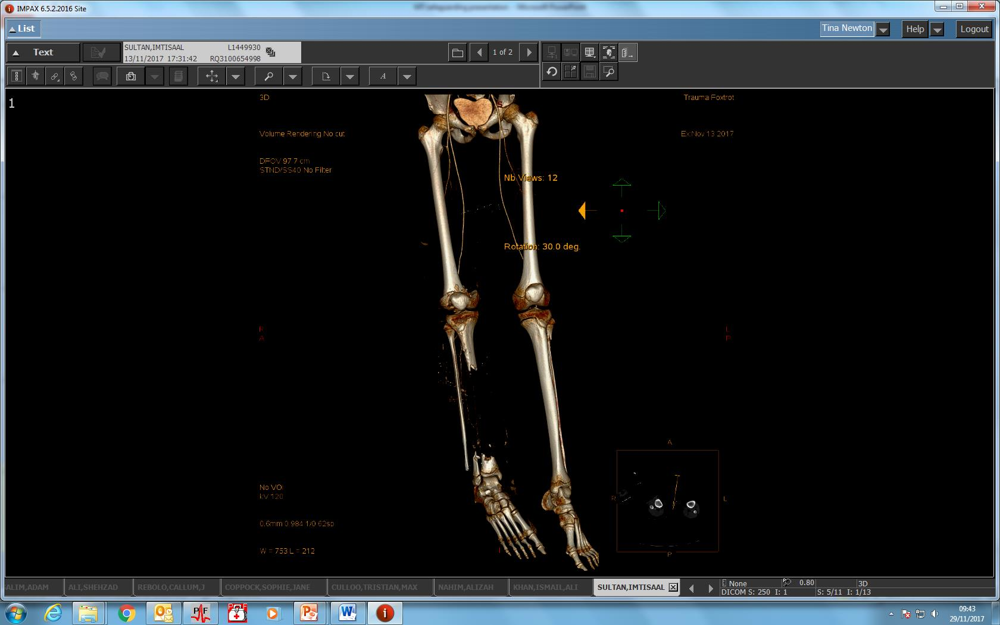 IMPAX 6.5.2.2016 Site
List
Tina Newton
Help
Logout
Text
SULTAN,IMTISAAL L1449930
13/11/2017 17:31:42 RQ3100654998
1 of 2
A
1
3D
Trauma Foxtrot
S
Volume Rendering No cut
Ex:Nov 13 2017
DFOV 97.7 cm
STND/SS40 No Filter
Nb Views: 12
Rotation: 30.0 deg.
R
A
L
P
A
R
L
P
I
No VOI
kV 120
0.6mm 0.984:1/0.62sp
W = 753 L = 212
ALIM,ADAM
ALI,SHEHZAD
REBOLO,CALLUM,J
COPPOCK,SOPHIE,JANE
CULLOO,TRISTIAN,MAX
NAHIM,ALIZAH
KHAN,ISMAIL,ALI
SULTAN,IMTISAAL
None
0.80
3D
DICOM S: 250 I: 1
S: 5/11 I: 1/13
09:43
29/11/2017